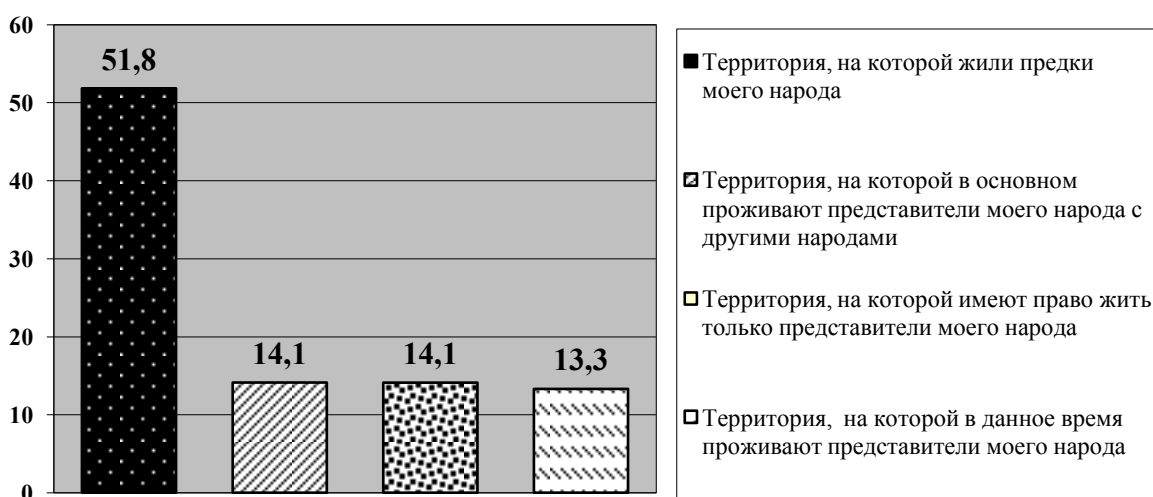 60
50
40
30
20
10
0
51,8
14,1
14,1
13,3
Территория, на которой жили предки
моего народа
Территория, на которой в основном
проживают представители моего народа с
другими народами
Территория, на которой имеют право жить
только представители моего народа
Территория, на которой в данное время
проживают представители моего народа